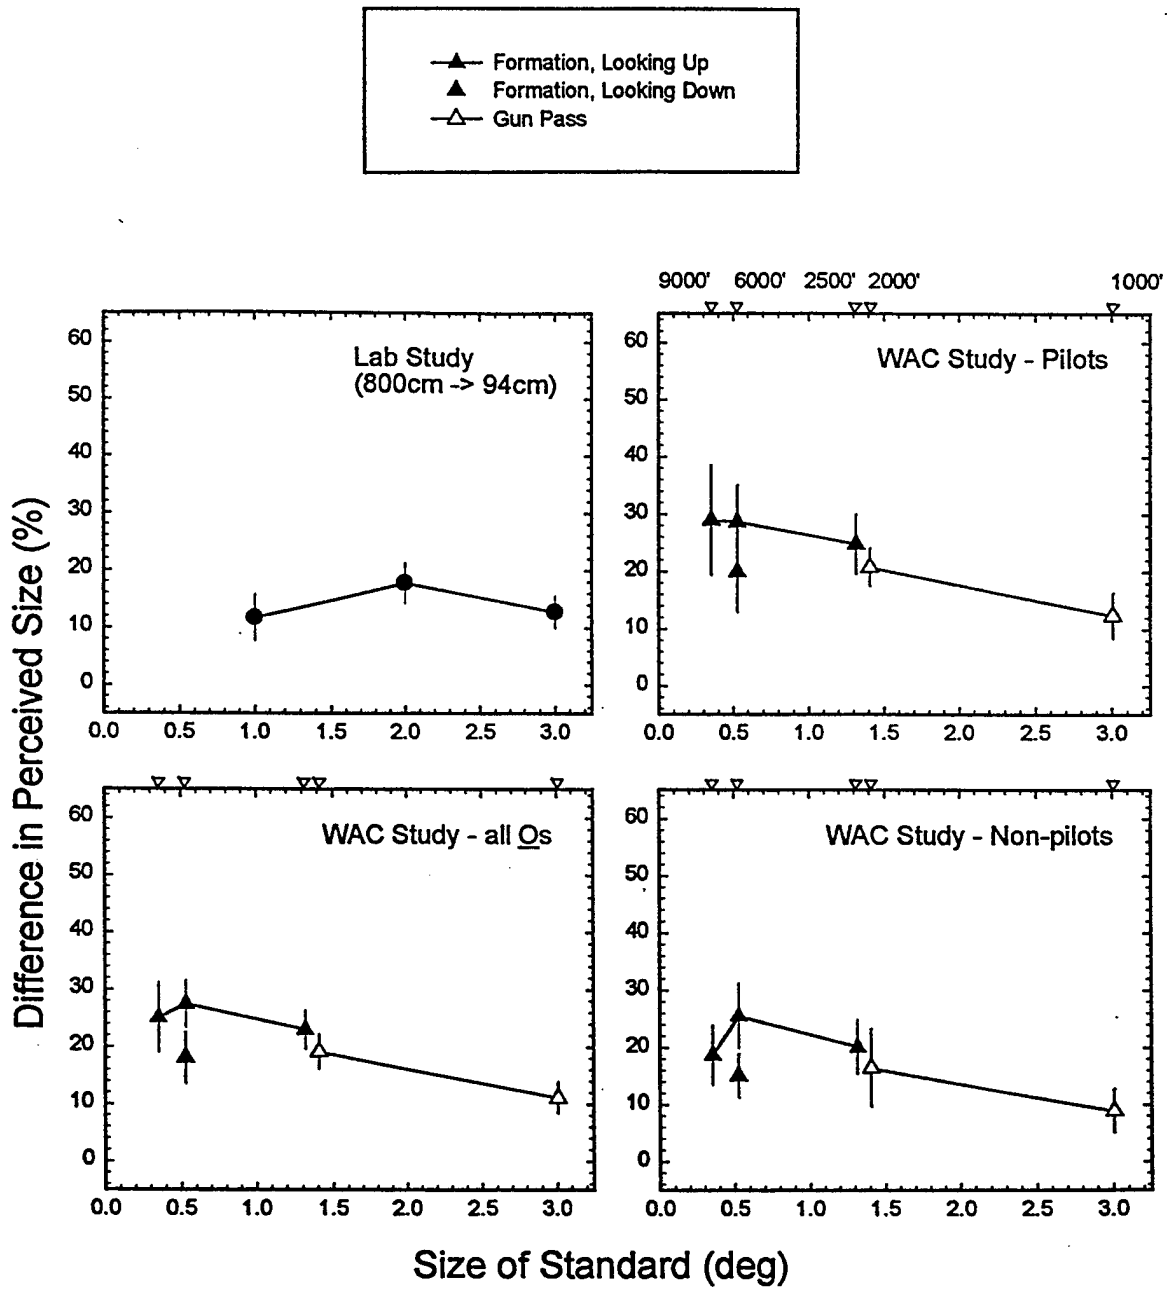 Formation, Looking Up
Formation, Looking Down
Gun Pass
9000' 6000' 2500' 2000' 1000'
Lab Study
(800cm -> 94cm)
60
50
40
30
20
10
0
0.0 0.5 1.0 1.5 2.0 2.5 3.0
WAC Study - Pilots
60
50
40
30
20
10
0
0.0 0.5 1.0 1.5 2.0 2.5 3.0
WAC Study - all Os
60
50
40
30
20
10
0
0.0 0.5 1.0 1.5 2.0 2.5 3.0
WAC Study - Non-pilots
60
50
40
30
20
10
0
0.0 0.5 1.0 1.5 2.0 2.5 3.0
Difference in Perceived Size (%)
Size of Standard (deg)